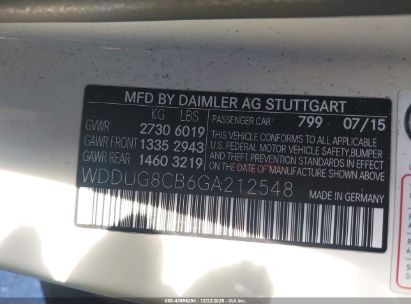 MFD BY DAIMLER AG STUTTGART
KG LBS PASSENGER CAR 799 07/15
GVWR 2730 6019
GAWR FRONT 1335 2943
GAWR REAR 1460 3219
THIS VEHICLE CONFORMS TO ALL APPLICABLE
U.S. FEDERAL MOTOR VEHICLE SAFETY, BUMPER
AND THEFT PREVENTION STANDARDS IN EFFECT
ON THE DATE OF MANUFACTURE SHOWN ABOVE.
WDDUG8CB6GA212548
MADE IN GERMANY